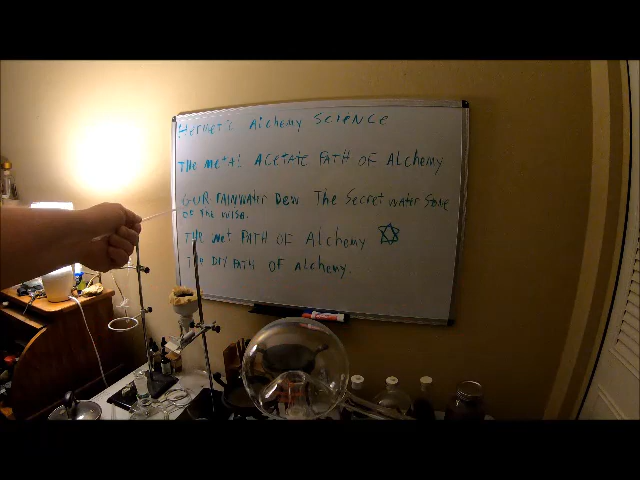 Hermetic Alchemy Science
The metal Acetate Path of Alchemy
GUR Rainwater Dew The Secret water Stone
of The wise.
The wet Path of Alchemy
The Dry Path of Alchemy.